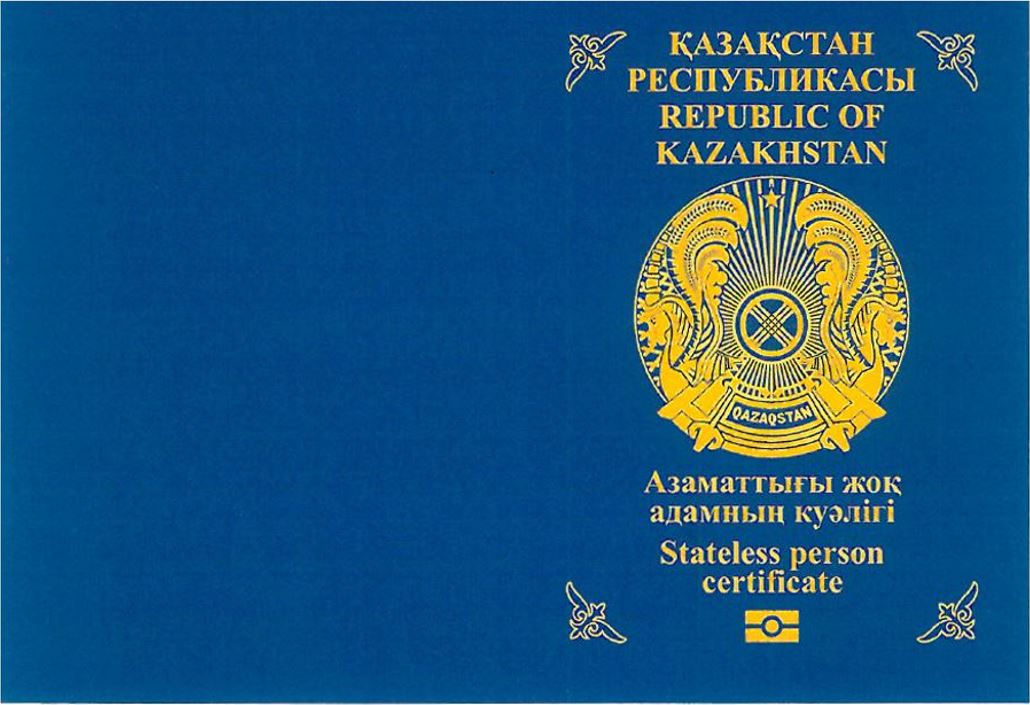 ҚАЗАҚСТАН
РЕСПУБЛИКАСЫ
REPUBLIC OF
KAZAKHSTAN
QAZAQSTAN
Азаматтығы жоқ
адамның куәлігі
Stateless person
certificate